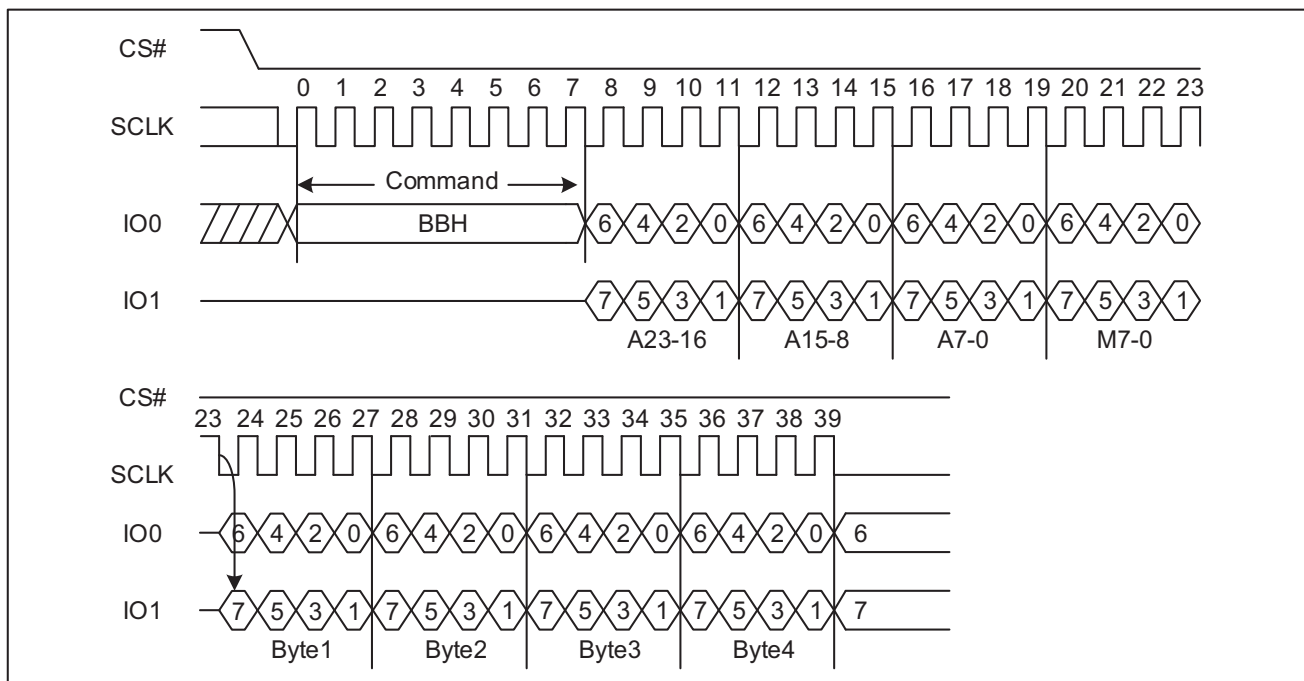 CS#
0 1 2 3 4 5 6 7 8 9 10 11 12 13 14 15 16 17 18 19 20 21 22 23
SCLK
Command
IO0 BBH 6 4 2 0 6 4 2 0 6 4 2 0 6 4 2 0
IO1 7 5 3 1 7 5 3 1 7 5 3 1 7 5 3 1
A23-16 A15-8 A7-0 M7-0
CS#
23 24 25 26 27 28 29 30 31 32 33 34 35 36 37 38 39
SCLK
IO0 6 4 2 0 6 4 2 0 6 4 2 0 6 4 2 0 6
IO1 7 5 3 1 7 5 3 1 7 5 3 1 7 5 3 1 7
Byte1 Byte2 Byte3 Byte4